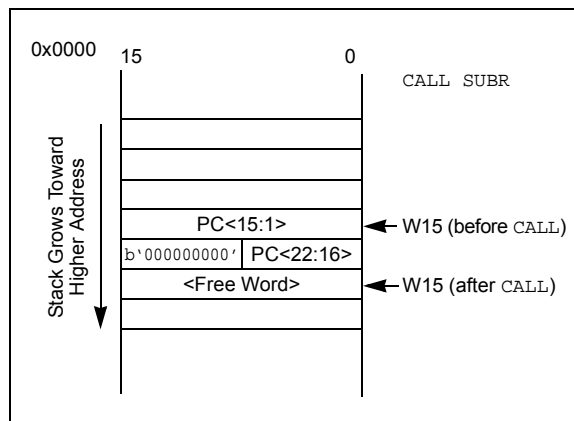 0x0000
15
0
CALL SUBR
Stack Grows Toward
Higher Address
PC<15:1>
W15 (before CALL)
b‘000000000’
PC<22:16>
<Free Word>
W15 (after CALL)